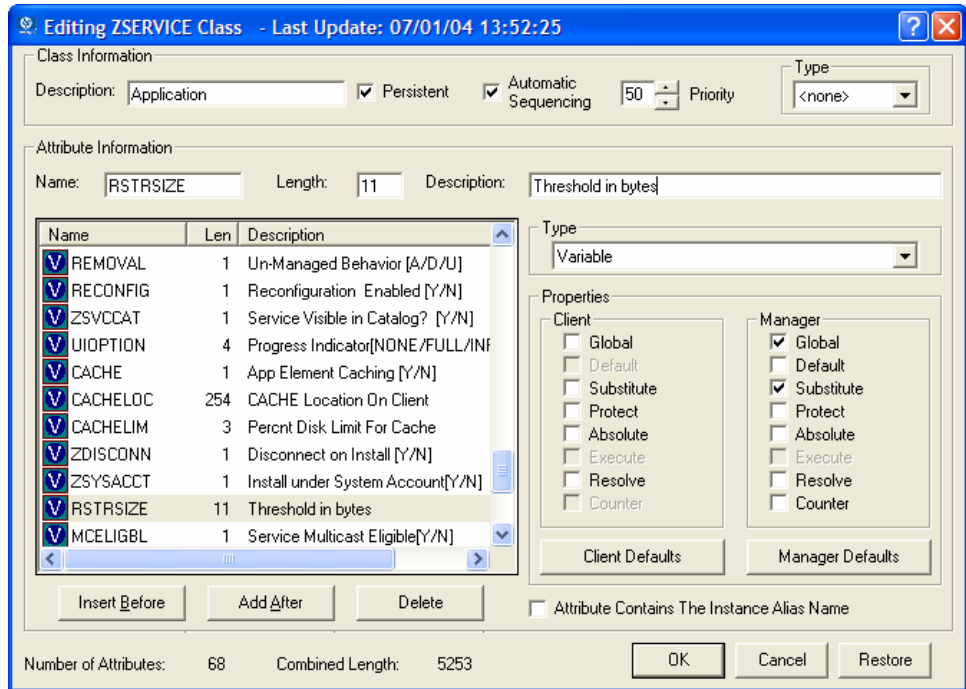 Editing ZSERVICE Class - Last Update: 07/01/04 13:52:25
Class Information
Description: Application
Persistent
Automatic Sequencing
50 Priority
Type
<none>
Attribute Information
Name: RSTRSIZE Length: 11 Description: Threshold in bytes
Name Len Description
V REMOVAL 1 Un-Managed Behavior [A/D/U]
V RECONFIG 1 Reconfiguration Enabled [Y/N]
V ZSVCCAT 1 Service Visible in Catalog? [Y/N]
V UIOPTION 4 Progress Indicator[NONE/FULL/INF
V CACHE 1 App Element Caching [Y/N]
V CACHELOC 254 CACHE Location On Client
V CACHELIM 3 Percnt Disk Limit For Cache
V ZDISCONN 1 Disconnect on Install [Y/N]
V ZSYSACCT 1 Install under System Account[Y/N]
V RSTRSIZE 11 Threshold in bytes
V MCELIGBL 1 Service Multicast Eligible[Y/N]
Insert Before Add After Delete
Type
Variable
Properties
Client
Global
Default
Substitute
Protect
Absolute
Execute
Resolve
Counter
Client Defaults
Manager
Global
Default
Substitute
Protect
Absolute
Execute
Resolve
Counter
Manager Defaults
Attribute Contains The Instance Alias Name
Number of Attributes: 68 Combined Length: 5253
OK Cancel Restore